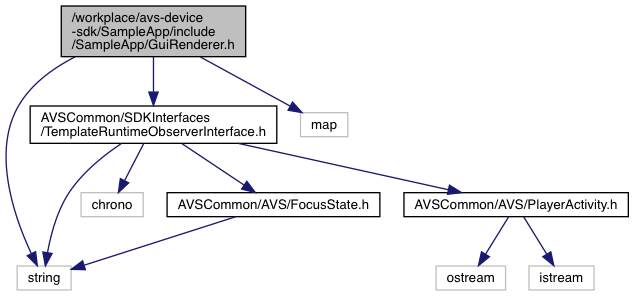 /workplace/avs-device
-sdk/SampleApp/include
/SampleApp/GuiRenderer.h
AVSCommon/SDKInterfaces
/TemplateRuntimeObserverInterface.h
map
chrono
AVSCommon/AVS/FocusState.h
AVSCommon/AVS/PlayerActivity.h
string
ostream
istream